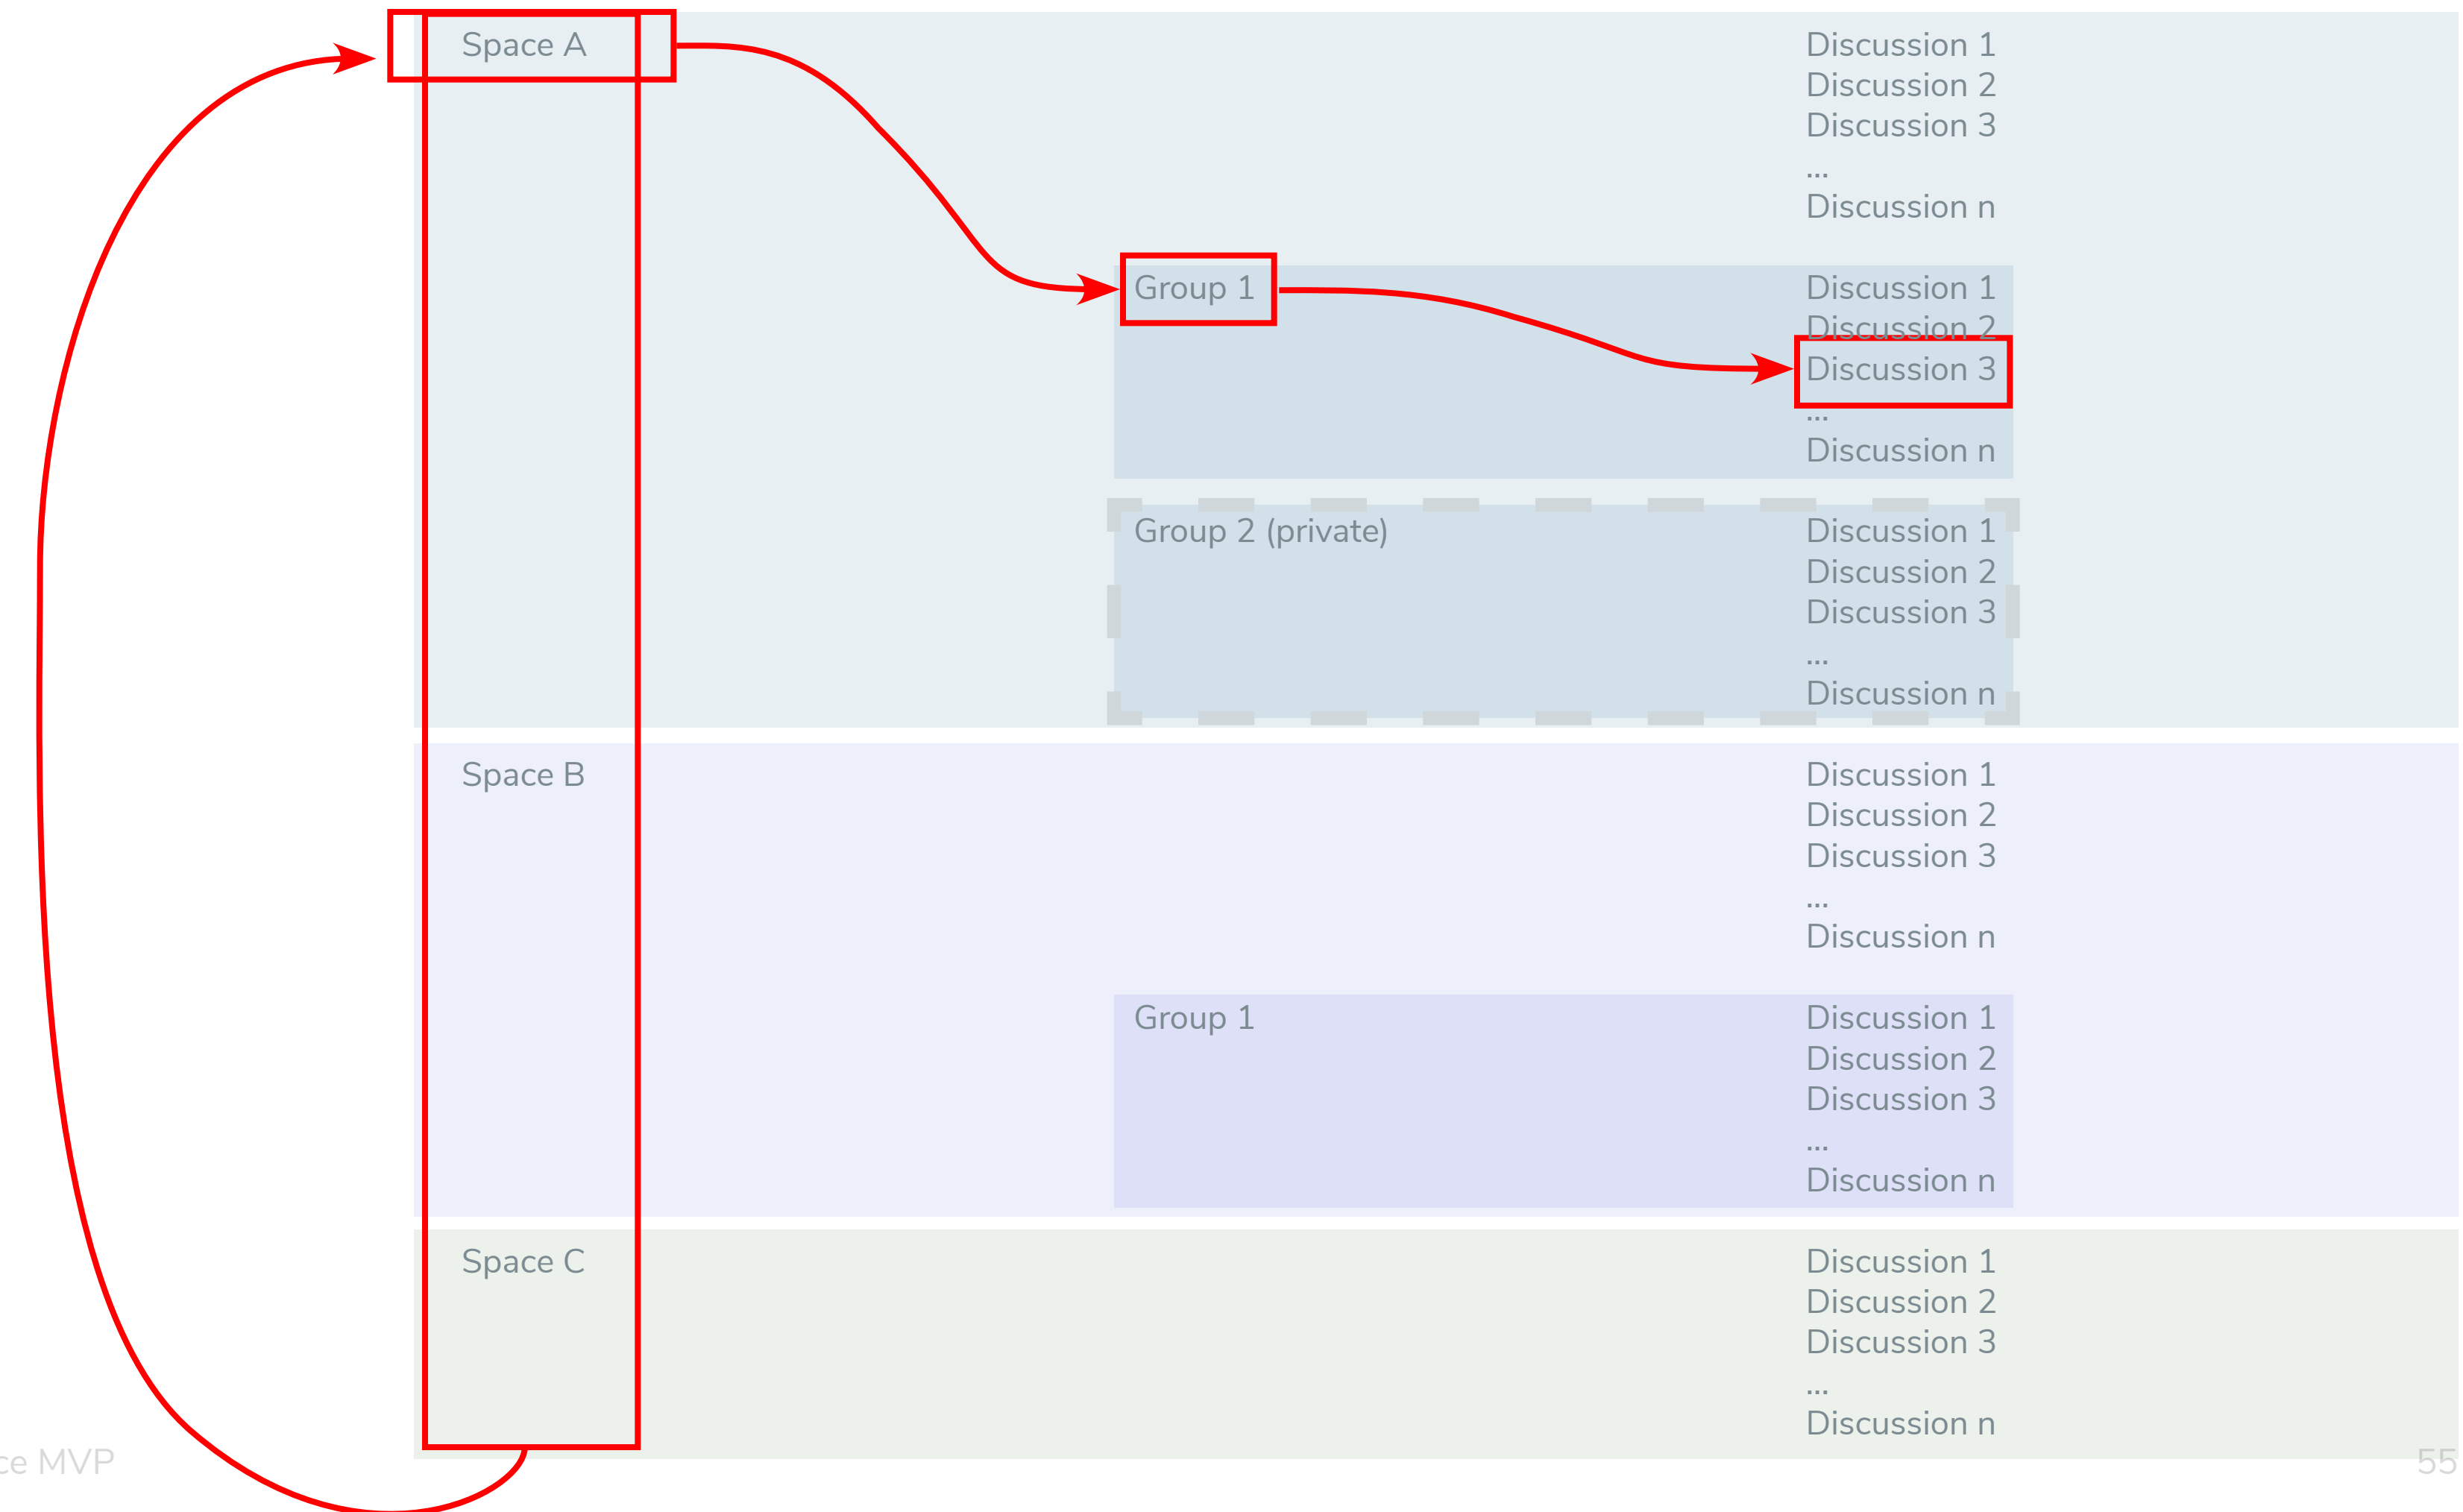 Space A Discussion 1
Discussion 2
Discussion 3
...
Discussion n
Group 1 Discussion 1
Discussion 2
Discussion 3
...
Discussion n
Group 2 (private) Discussion 1
Discussion 2
Discussion 3
...
Discussion n
Space B Discussion 1
Discussion 2
Discussion 3
...
Discussion n
Group 1 Discussion 1
Discussion 2
Discussion 3
...
Discussion n
Space C Discussion 1
Discussion 2
Discussion 3
...
Discussion n
MVP 55